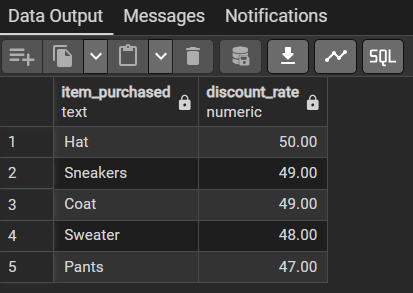 Data Output Messages Notifications
SQL
item_purchased discount_rate
text numeric
1 Hat 50.00
2 Sneakers 49.00
3 Coat 49.00
4 Sweater 48.00
5 Pants 47.00